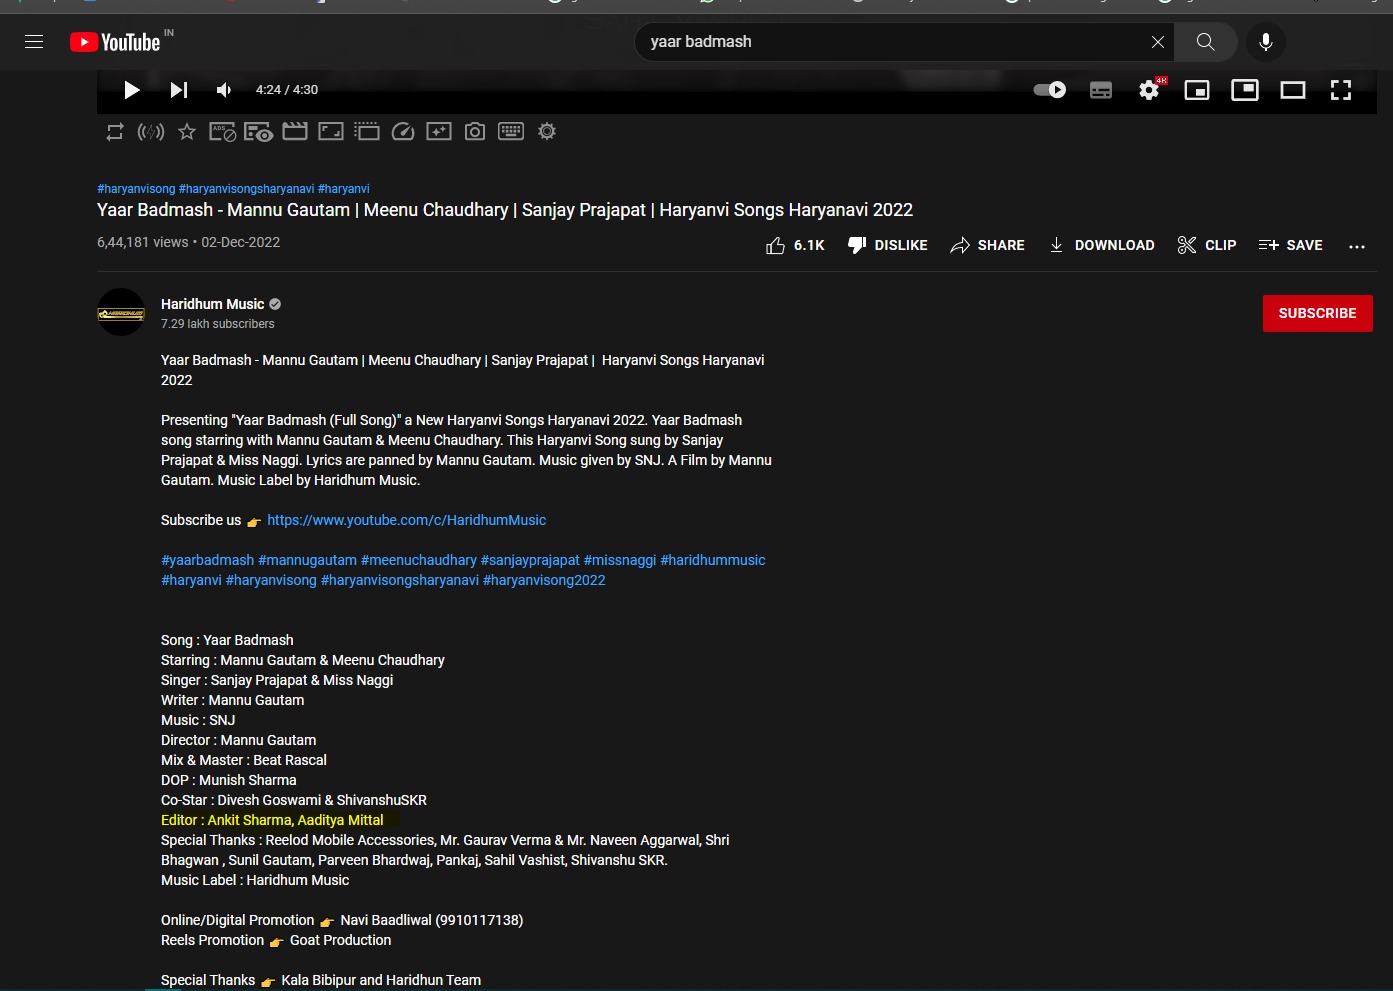 YouTube IN
yaar badmash
4:24 / 4:30
4K
ADS
#haryanvisong #haryanvisongsharyanavi #haryanvi
Yaar Badmash - Mannu Gautam | Meenu Chaudhary | Sanjay Prajapat | Haryanvi Songs Haryanavi 2022
6,44,181 views • 02-Dec-2022
6.1K DISLIKE SHARE DOWNLOAD CLIP SAVE ...
Haridhum Music
7.29 lakh subscribers
SUBSCRIBE
Yaar Badmash - Mannu Gautam | Meenu Chaudhary | Sanjay Prajapat | Haryanvi Songs Haryanavi
2022
Presenting "Yaar Badmash (Full Song)" a New Haryanvi Songs Haryanavi 2022. Yaar Badmash
song starring with Mannu Gautam & Meenu Chaudhary. This Haryanvi Song sung by Sanjay
Prajapat & Miss Naggi. Lyrics are panned by Mannu Gautam. Music given by SNJ. A Film by Mannu
Gautam. Music Label by Haridhum Music.
Subscribe us 👉 https://www.youtube.com/c/HaridhumMusic
#yaarbadmash #mannugautam #meenuchaudhary #sanjayprajapat #missnaggi #haridhummusic
#haryanvi #haryanvisong #haryanvisongsharyanavi #haryanvisong2022
Song : Yaar Badmash
Starring : Mannu Gautam & Meenu Chaudhary
Singer : Sanjay Prajapat & Miss Naggi
Writer : Mannu Gautam
Music : SNJ
Director : Mannu Gautam
Mix & Master : Beat Rascal
DOP : Munish Sharma
Co-Star : Divesh Goswami & ShivanshuSKR
Editor : Ankit Sharma, Aaditya Mittal
Special Thanks : Reelod Mobile Accessories, Mr. Gaurav Verma & Mr. Naveen Aggarwal, Shri
Bhagwan , Sunil Gautam, Parveen Bhardwaj, Pankaj, Sahil Vashist, Shivanshu SKR.
Music Label : Haridhum Music
Online/Digital Promotion 👉 Navi Baadliwal (9910117138)
Reels Promotion 👉 Goat Production
Special Thanks 👉 Kala Bibipur and Haridhun Team